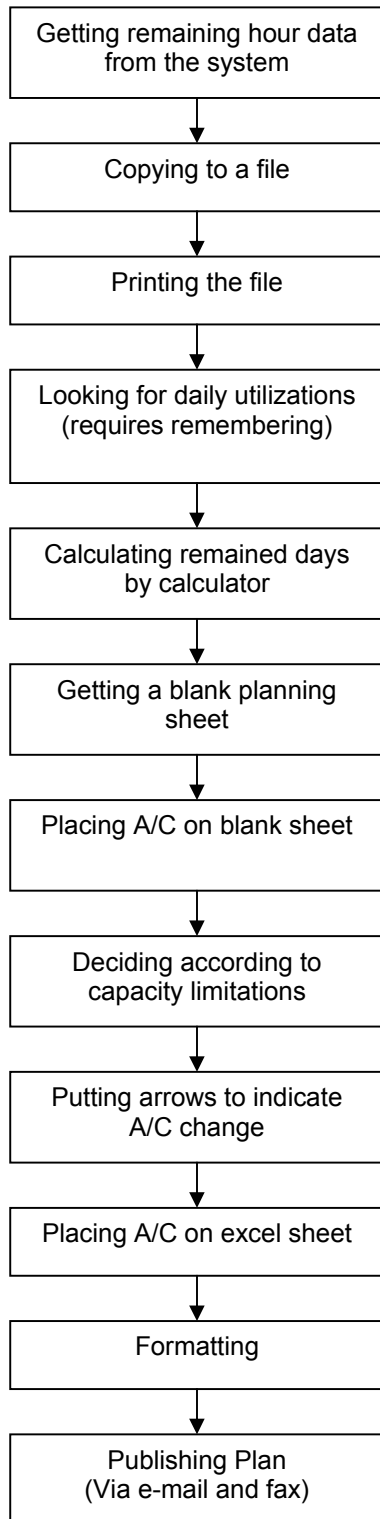 Getting remaining hour data
from the system
Copying to a file
Printing the file
Looking for daily utilizations
(requires remembering)
Calculating remained days
by calculator
Getting a blank planning
sheet
Placing A/C on blank sheet
Deciding according to
capacity limitations
Putting arrows to indicate
A/C change
Placing A/C on excel sheet
Formatting
Publishing Plan
(Via e-mail and fax)